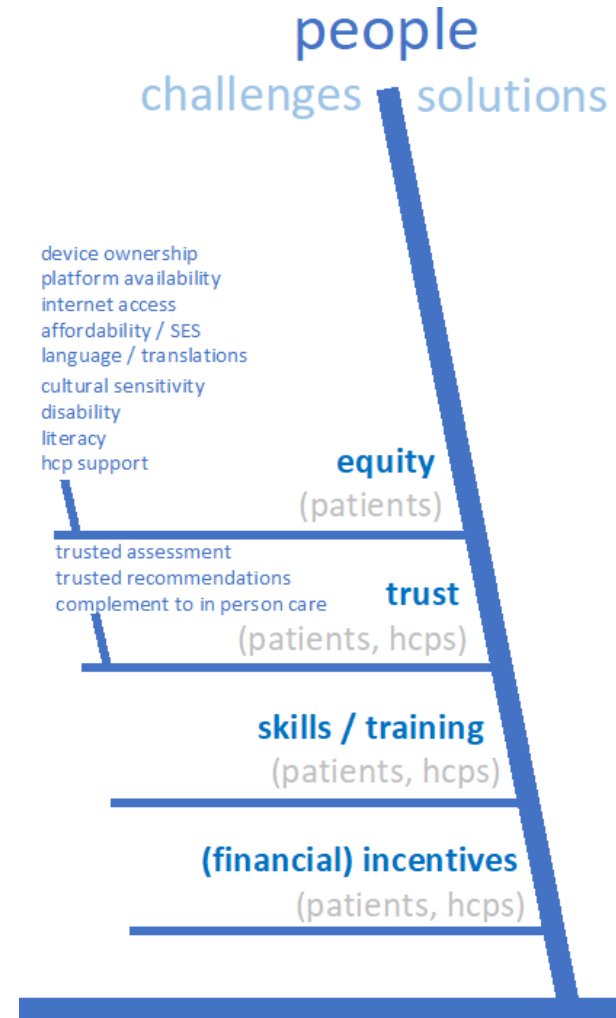 people
challenges solutions
device ownership
platform availability
internet access
affordability / SES
language / translations
cultural sensitivity
disability
literacy
hcp support
equity
(patients)
trusted assessment
trusted recommendations
complement to in person care
trust
(patients, hcps)
skills / training
(patients, hcps)
(financial) incentives
(patients, hcps)